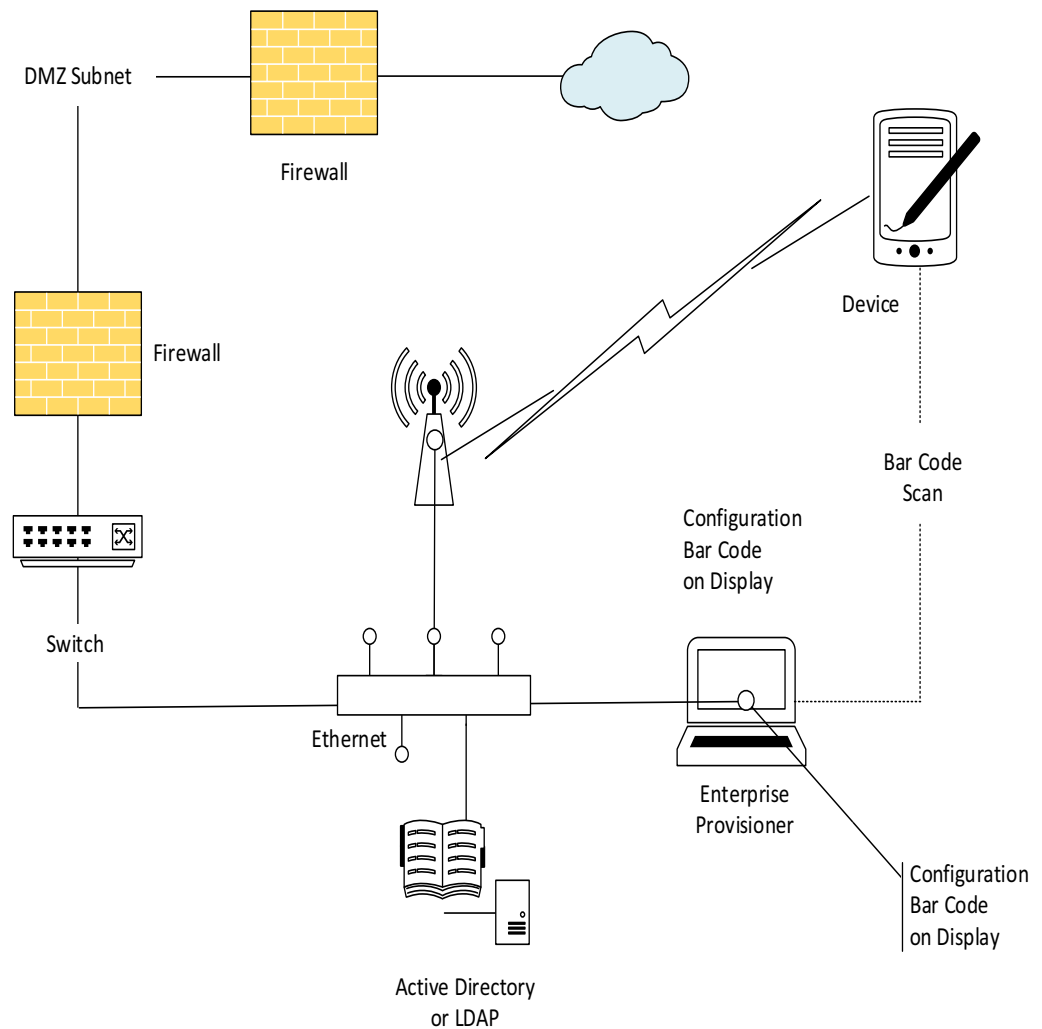 DMZ Subnet
Firewall
Device
Firewall
Bar Code
Scan
Configuration
Bar Code
on Display
Switch
Ethernet
Enterprise
Provisioner
Configuration
Bar Code
on Display
Active Directory
or LDAP